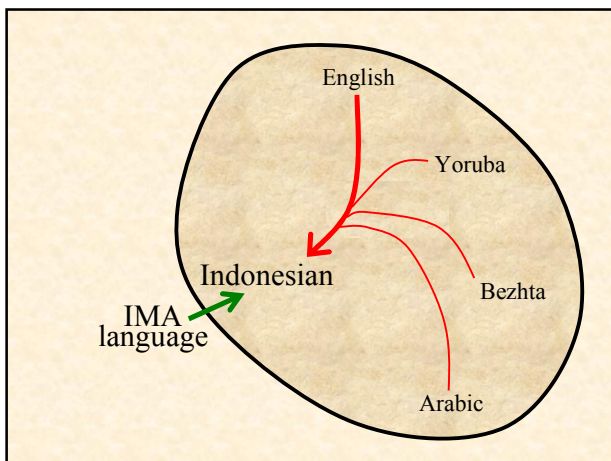 English
Yoruba
Indonesian
Bezhta
IMA
language
Arabic